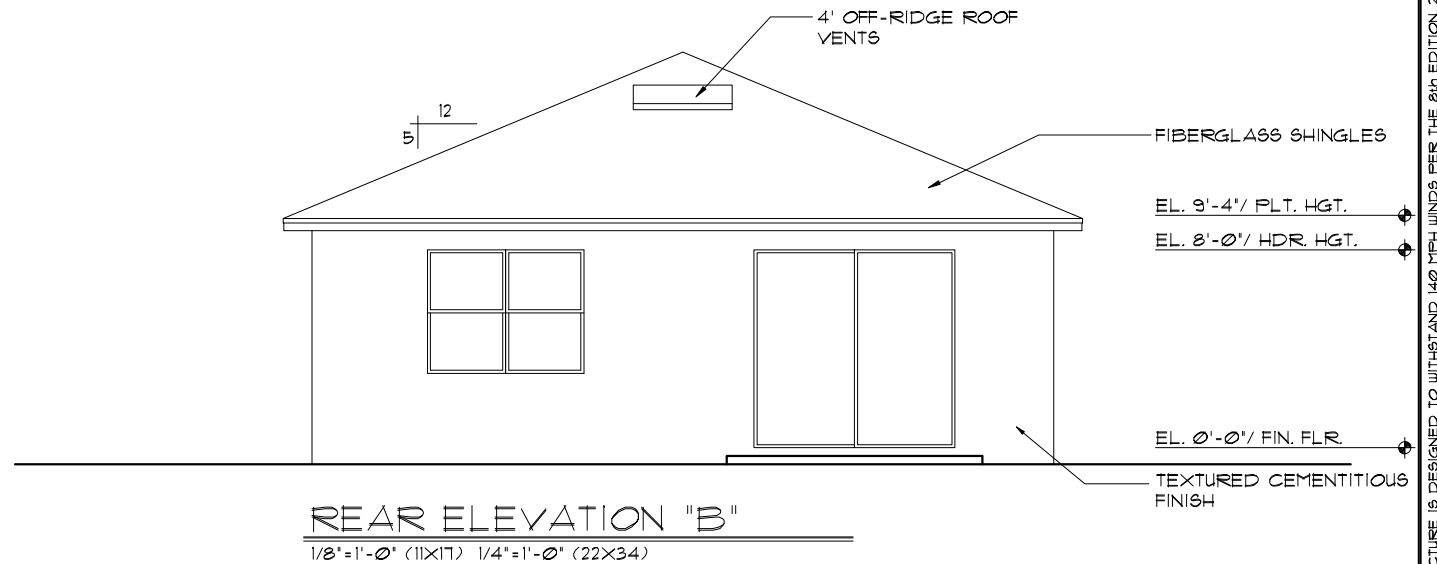 4' OFF-RIDGE ROOF
VENTS
12
5
FIBERGLASS SHINGLES
EL. 9'-4"/ PLT. HGT.
EL. 8'-0"/ HDR. HGT.
EL. 0'-0"/ FIN. FLR.
TEXTURED CEMENTITIOUS
FINISH
REAR ELEVATION "B"
1/8"=1'-0" (11X17) 1/4"=1'-0" (22X34)
IS DESIGNED TO WITHSTAND 140 MPH WINDS PER THE 8th EDITION